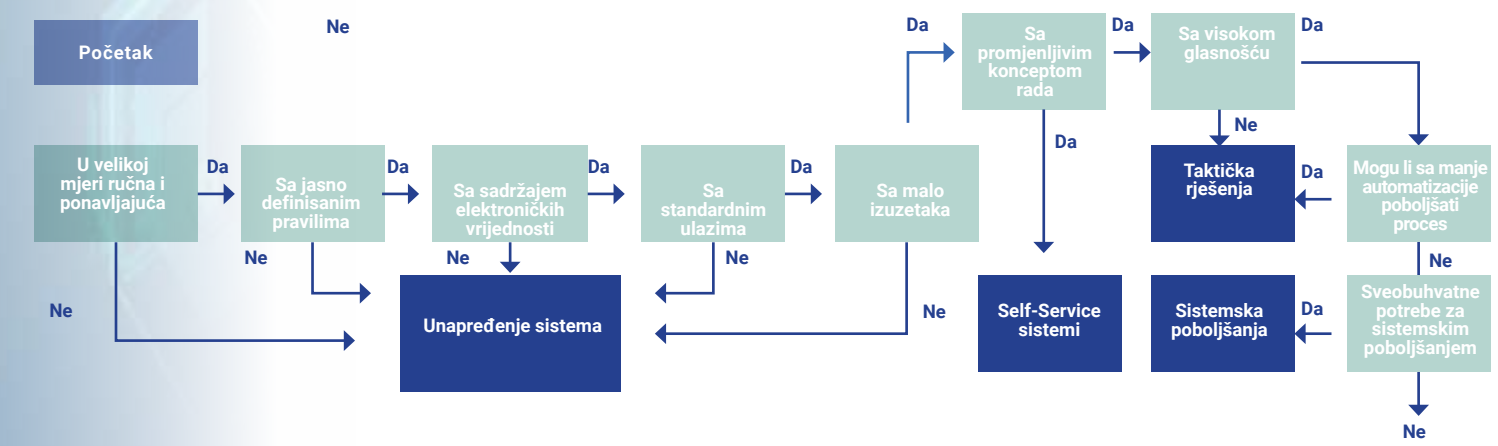 Početak
Ne
U velikoj
mjeri ručna i
ponavljajuća
Da
Ne
Sa jasno
definisanim
pravilima
Da
Ne
Sa sadržajem
elektroničkih
vrijednosti
Da
Ne
Sa
standardnim
ulazima
Da
Ne
Sa malo
izuzetaka
Da
Ne
Unapređenje sistema
Sa
promjenljivim
konceptom
rada
Da
Da
Self-Service
sistemi
Sa visokom
glasnošću
Da
Ne
Taktička
rješenja
Da
Mogu li sa manje
automatizacije
poboljšati
proces
Ne
Sistemska
poboljšanja
Da
Sveobuhvatne
potrebe za
sistemskim
poboljšanjem
Ne